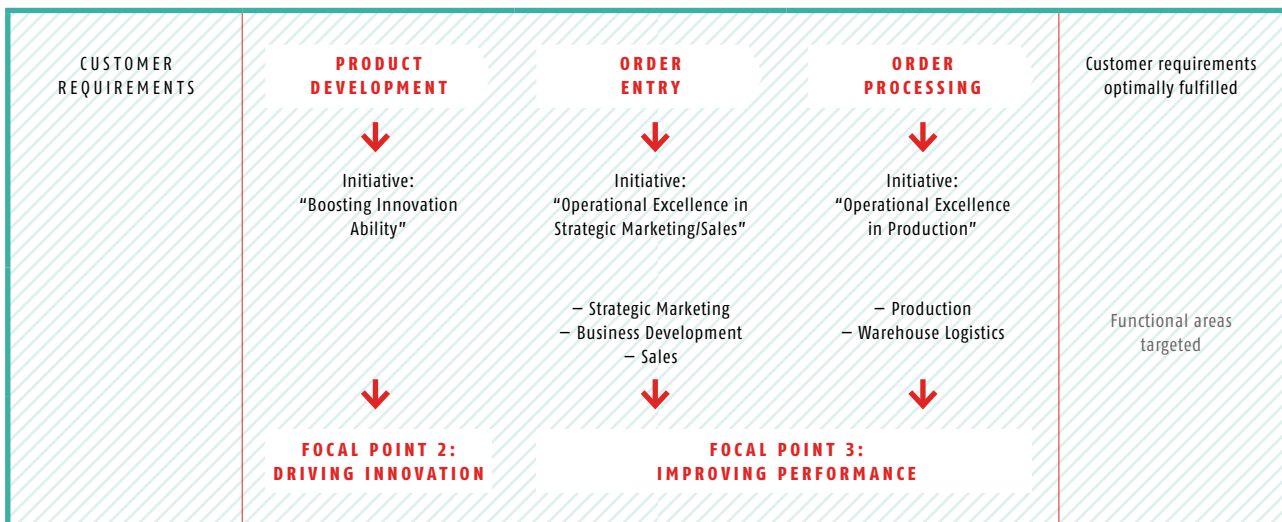 CUSTOMER
REQUIREMENTS
PRODUCT
DEVELOPMENT
ORDER
ENTRY
ORDER
PROCESSING
Customer requirements
optimally fulfilled
Initiative:
“Boosting Innovation
Ability”
Initiative:
“Operational Excellence in
Strategic Marketing/Sales”
Initiative:
“Operational Excellence
in Production”
– Strategic Marketing
– Business Development
– Sales
– Production
– Warehouse Logistics
Functional areas
targeted
FOCAL POINT 2:
DRIVING INNOVATION
FOCAL POINT 3:
IMPROVING PERFORMANCE